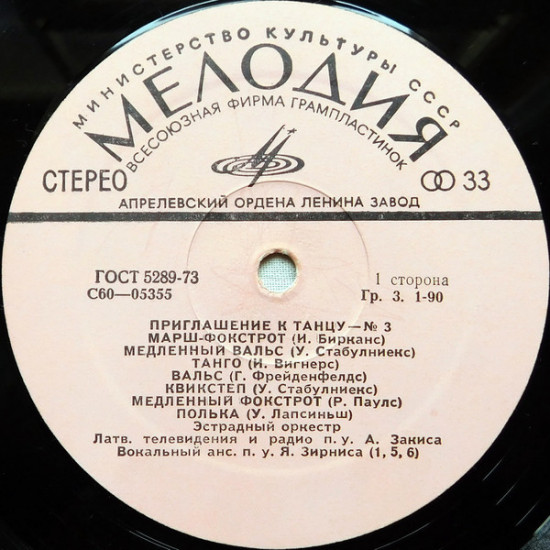 МИНИСТЕРСТВО КУЛЬТУРЫ СССР
МЕЛОДИЯ
ВСЕСОЮЗНАЯ ФИРМА ГРАМПЛАСТИНОК
СТЕРЕО 33
АПРЕЛЕВСКИЙ ОРДЕНА ЛЕНИНА ЗАВОД
ГОСТ 5289-73 1 сторона
С60—05355 Гр. 3. 1-90
ПРИГЛАШЕНИЕ К ТАНЦУ—№ 3
МАРШ-ФОКСТРОТ (И. Биркан​с)
МЕДЛЕННЫЙ ВАЛЬС (У. Стабулниекс)
ТАНГО (И. Вигнерс)
ВАЛЬС (Г. Фрейденфелдс)
КВИКСТЕП (У. Стабулниекс)
МЕДЛЕННЫЙ ФОКСТРОТ (Р. Паулс)
ПОЛЬКА (У. Лапсиньш)
Эстрадный оркестр
Латв. телевидения и радио п. у. А. Закиса
Вокальный анс. п. у. Я. Зирниса (1, 5, 6)